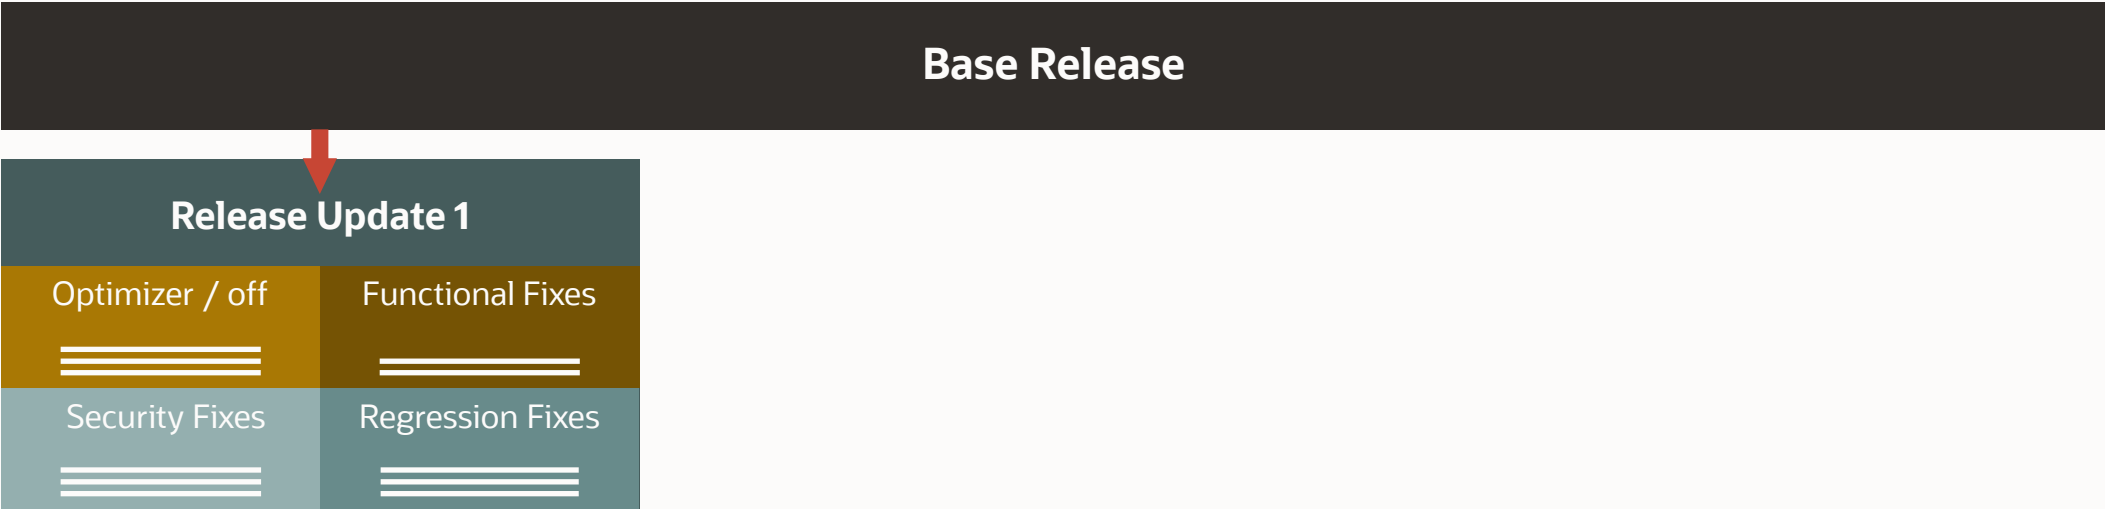 Base Release
Release Update 1
Optimizer / off
Functional Fixes
Security Fixes
Regression Fixes